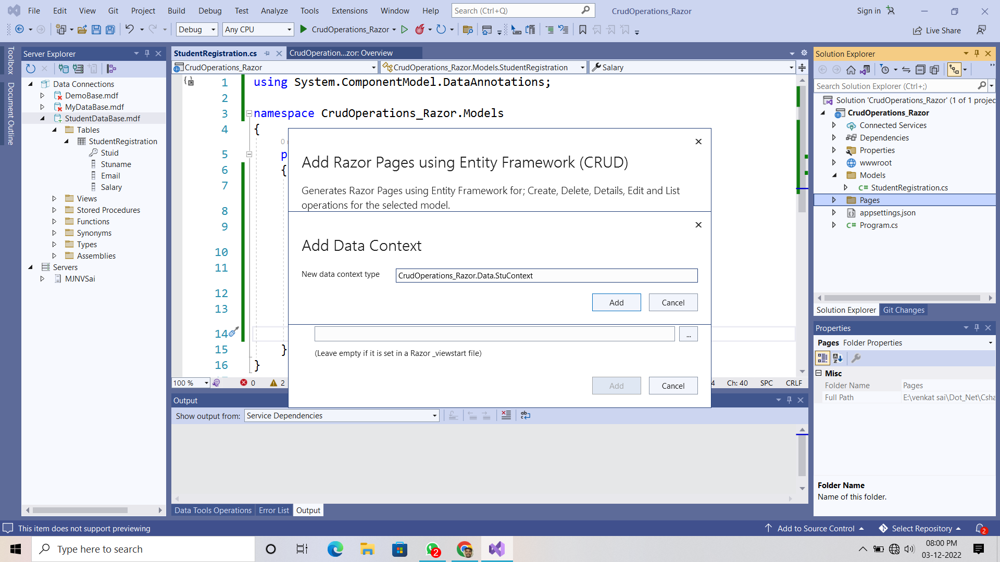 File Edit View Git Project Build Debug Test Analyze Tools Extensions Window Help Search (Ctrl+Q) CrudOperations_Razor Sign in
Debug Any CPU CrudOperations_Razor Live Share
Toolbox
Document Outline
Server Explorer
Data Connections
DemoBase.mdf
MyDataBase.mdf
StudentDataBase.mdf
Tables
StudentRegistration
Stuid
Stuname
Email
Salary
Views
Stored Procedures
Functions
Synonyms
Types
Assemblies
Servers
MJNVSai
StudentRegistration.cs CrudOperation...zor: Overview
CrudOperations_Razor CrudOperations_Razor.Models.StudentRegistration Salary
1 using System.ComponentModel.DataAnnotations;
2
3 namespace CrudOperations_Razor.Models
4 {
0
5 p
6 {
7
8
9
10
11
12
13
14
15 }
16 }
Add Razor Pages using Entity Framework (CRUD)
Generates Razor Pages using Entity Framework for; Create, Delete, Details, Edit and List
operations for the selected model.
Add Data Context
New data context type CrudOperations_Razor.Data.StuContext
Add Cancel
...
(Leave empty if it is set in a Razor _viewstart file)
Add Cancel
100 % 0 2 4 Ch: 40 SPC CRLF
Output
Show output from: Service Dependencies
Data Tools Operations Error List Output
Solution Explorer
Search Solution Explorer (Ctrl+;)
Solution 'CrudOperations_Razor' (1 of 1 projec
CrudOperations_Razor
Connected Services
Dependencies
Properties
wwwroot
Models
C# StudentRegistration.cs
Pages
appsettings.json
C# Program.cs
Solution Explorer Git Changes
Properties
Pages Folder Properties
Misc
Folder Name Pages
Full Path E:\venkat sai\Dot_Net\Csha
Folder Name
Name of this folder.
This item does not support previewing Add to Source Control Select Repository 2
Type here to search 2 08:00 PM
03-12-2022